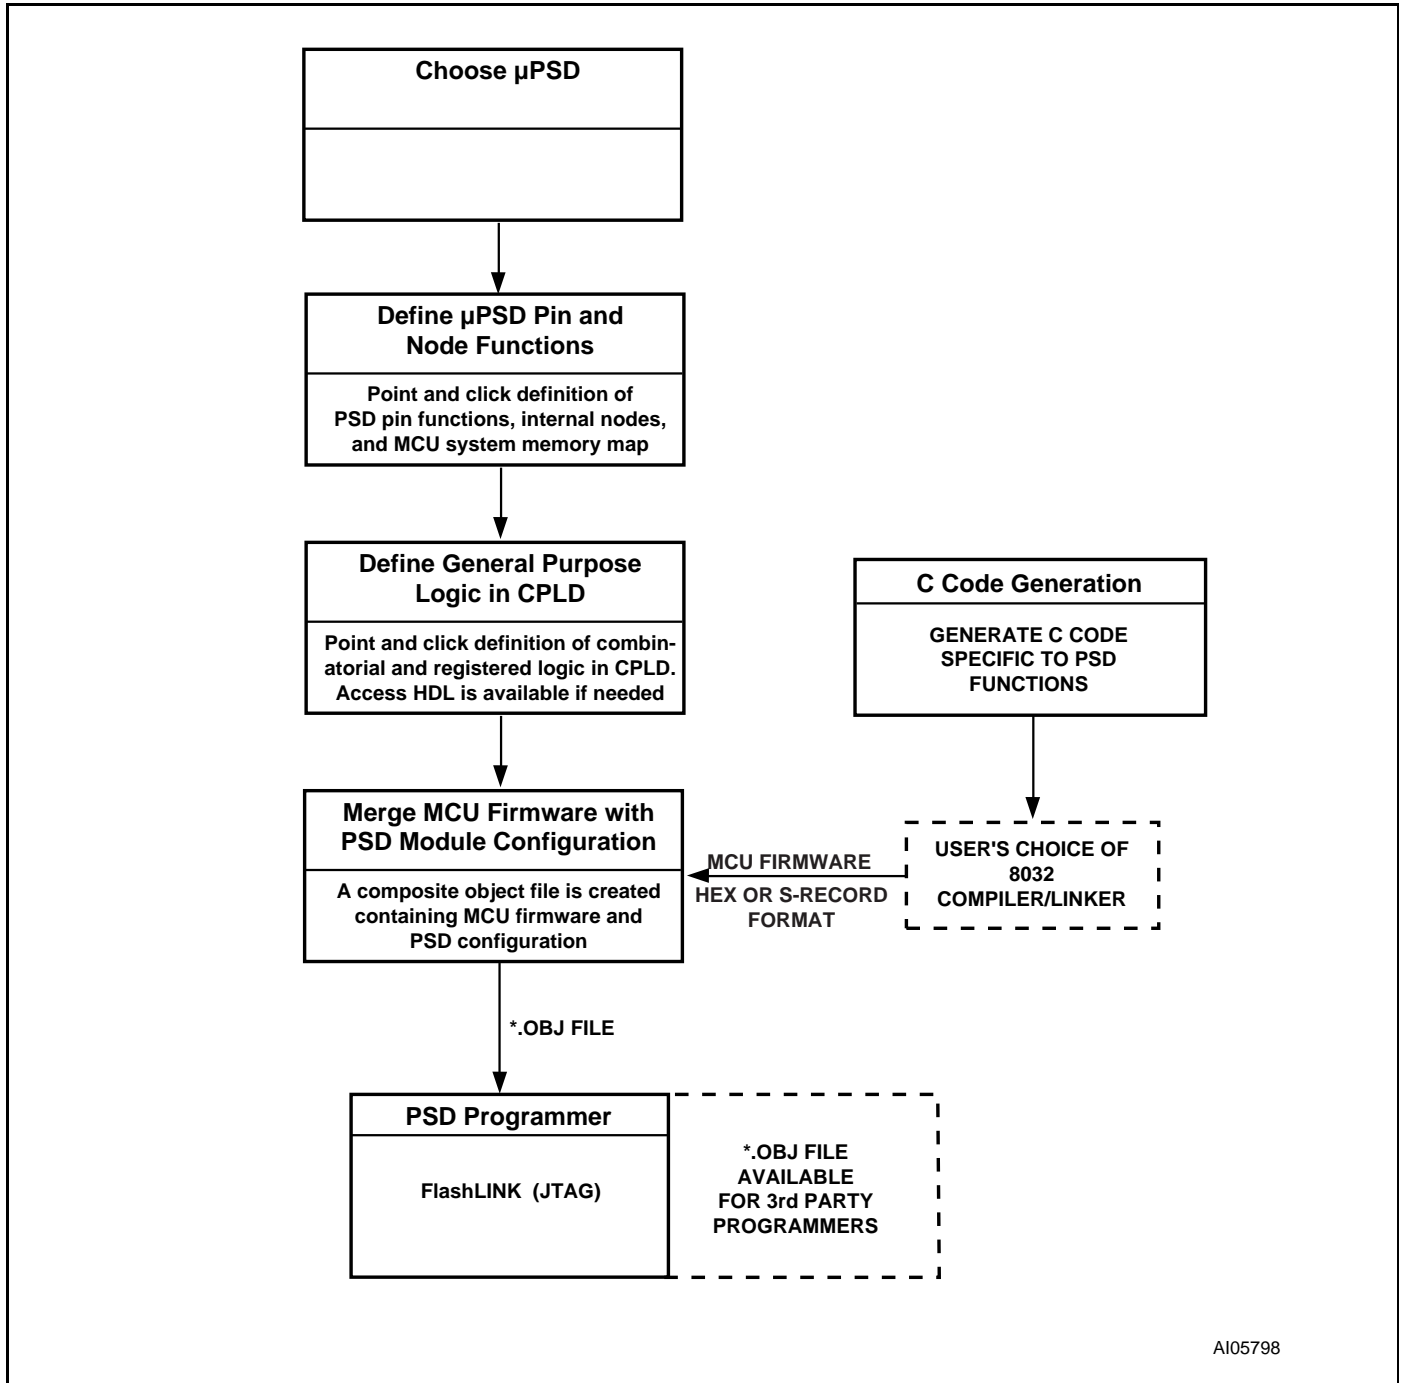 Choose µPSD
Define µPSD Pin and
Node Functions
Point and click definition of
PSD pin functions, internal nodes,
and MCU system memory map
Define General Purpose
Logic in CPLD
Point and click definition of combin-
atorial and registered logic in CPLD.
Access HDL is available if needed
C Code Generation
GENERATE C CODE
SPECIFIC TO PSD
FUNCTIONS
Merge MCU Firmware with
PSD Module Configuration
A composite object file is created
containing MCU firmware and
PSD configuration
MCU FIRMWARE
HEX OR S-RECORD
FORMAT
USER'S CHOICE OF
8032
COMPILER/LINKER
*.OBJ FILE
PSD Programmer
FlashLINK (JTAG)
*.OBJ FILE
AVAILABLE
FOR 3rd PARTY
PROGRAMMERS
AI05798